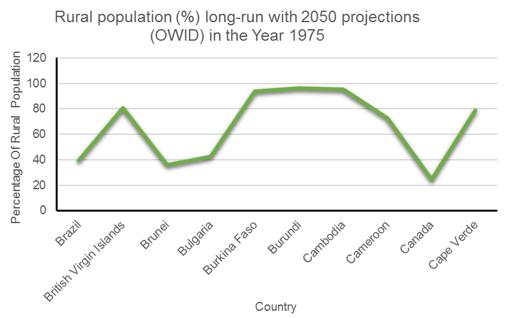 Rural population (%) long-run with 2050 projections
(OWID) in the Year 1975
Percentage Of Rural Population
120
100
80
60
40
20
0
Brazil
British Virgin Islands
Brunei
Bulgaria
Burkina Faso
Burundi
Cambodia
Cameroon
Canada
Cape Verde
Country